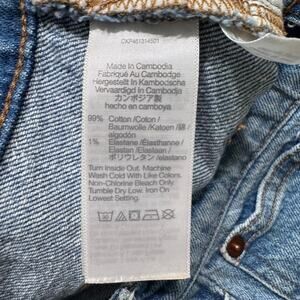 CKP461314501
Made In Cambodia
Fabriqué Au Cambodge
Hergestellt In Kambodscha
Vervaardigd In Cambodja
カンボジア製
hecho en camboya
99% Cotton /Coton /
Baumwolle /Katoen / 綿 /
algodón
1% Elastane /Élasthanne /
Elastan /Elastaan /
ポリウレタン /elastano
Turn Inside Out. Machine
Wash Cold With Like Colors.
Non-Chlorine Bleach Only.
Tumble Dry Low. Iron On
Lowest Setting.